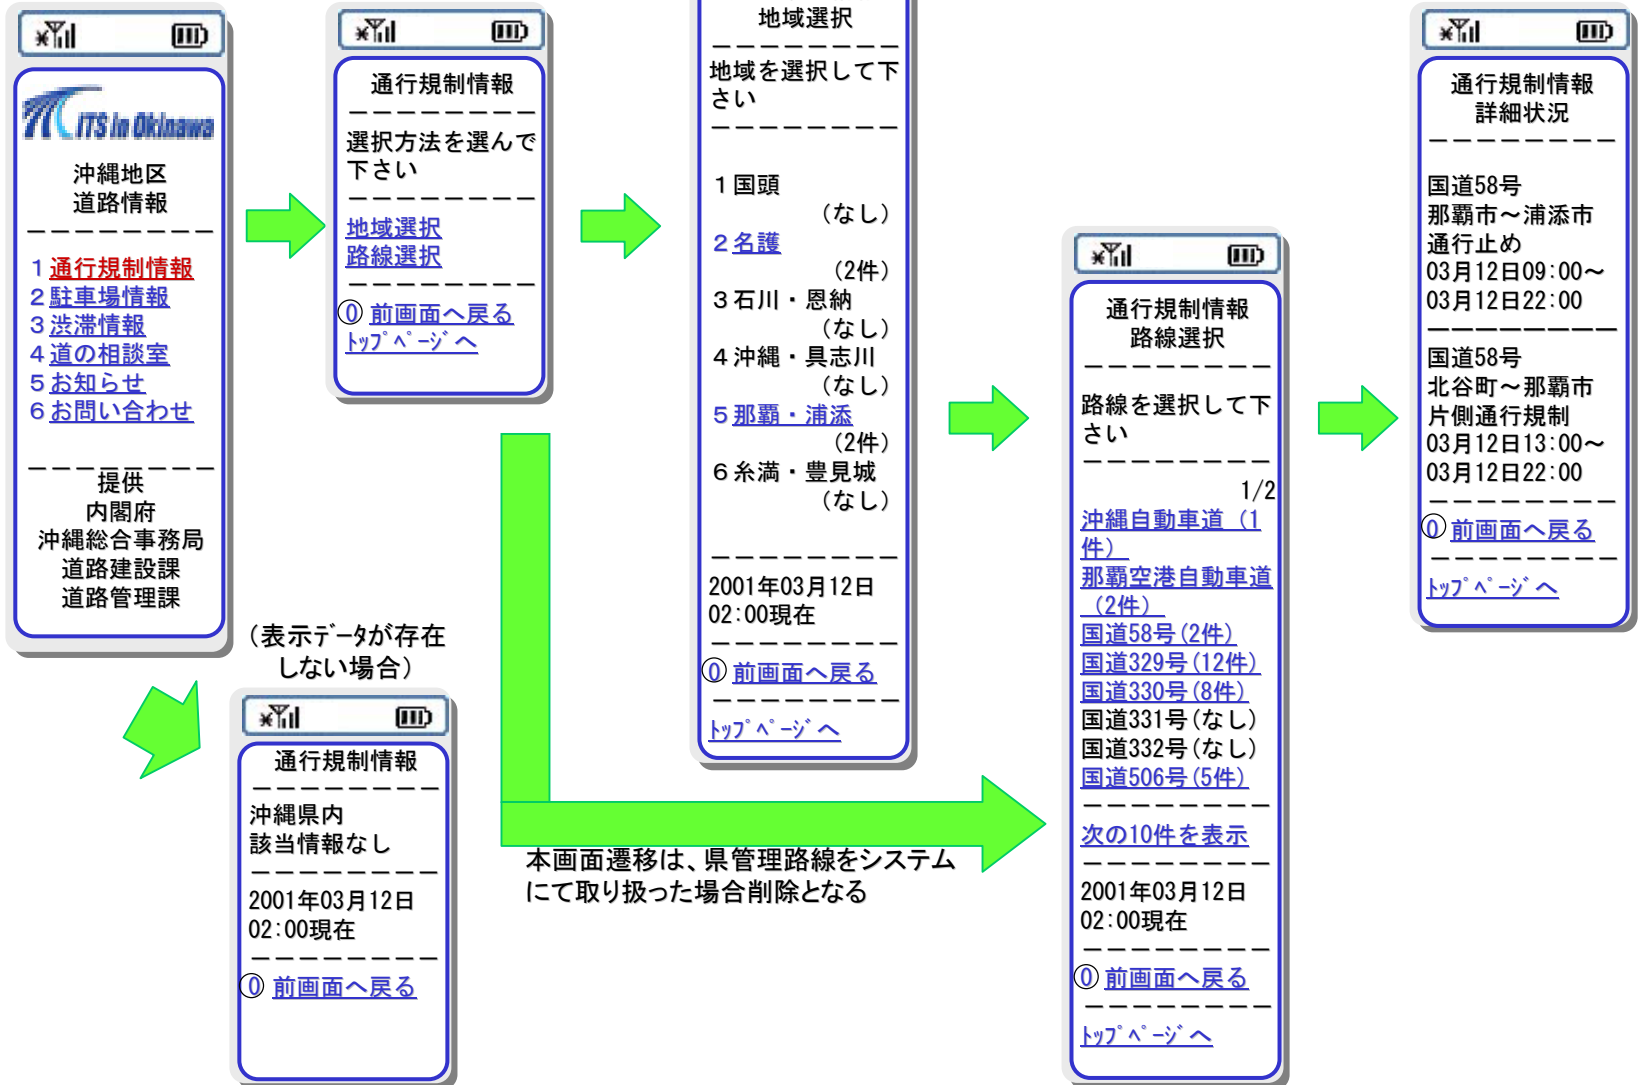 ITS in Okinawa
沖縄地区
道路情報
－－－－－－－－
１通行規制情報
２駐車場情報
３渋滞情報
４道の相談室
５お知らせ
６お問い合わせ
－－－－－－－－
提供
内閣府
沖縄総合事務局
道路建設課
道路管理課
通行規制情報
－－－－－－－－
選択方法を選んで
下さい
－－－－－－－－
地域選択
路線選択
－－－－－－－－
⓪ 前画面へ戻る
ﾄｯﾌﾟﾍﾟｰｼﾞへ
地域選択
－－－－－－－－
地域を選択して下
さい
－－－－－－－－
１国頭
（なし）
２名護
（2件）
３石川・恩納
（なし）
４沖縄・具志川
（なし）
５那覇・浦添
（2件）
６糸満・豊見城
（なし）
－－－－－－－－
2001年03月12日
02:00現在
－－－－－－－－
⓪ 前画面へ戻る
－－－－－－－－
ﾄｯﾌﾟﾍﾟｰｼﾞへ
通行規制情報
路線選択
－－－－－－－－
路線を選択して下
さい
－－－－－－－－
1/2
沖縄自動車道（1
件）
那覇空港自動車道
（2件）
国道58号(2件)
国道329号(12件)
国道330号(8件)
国道331号(なし)
国道332号(なし)
国道506号(5件)
－－－－－－－－
次の10件を表示
－－－－－－－－
2001年03月12日
02:00現在
－－－－－－－－
⓪ 前画面へ戻る
－－－－－－－－
ﾄｯﾌﾟﾍﾟｰｼﾞへ
通行規制情報
詳細状況
－－－－－－－－
国道58号
那覇市～浦添市
通行止め
03月12日09:00～
03月12日22:00
－－－－－－－－
国道58号
北谷町～那覇市
片側通行規制
03月12日13:00～
03月12日22:00
－－－－－－－－
⓪ 前画面へ戻る
－－－－－－－－
ﾄｯﾌﾟﾍﾟｰｼﾞへ
（表示ﾃﾞｰﾀが存在
しない場合）
通行規制情報
－－－－－－－－
沖縄県内
該当情報なし
－－－－－－－－
2001年03月12日
02:00現在
－－－－－－－－
⓪ 前画面へ戻る
本画面遷移は、県管理路線をシステム
にて取り扱った場合削除となる